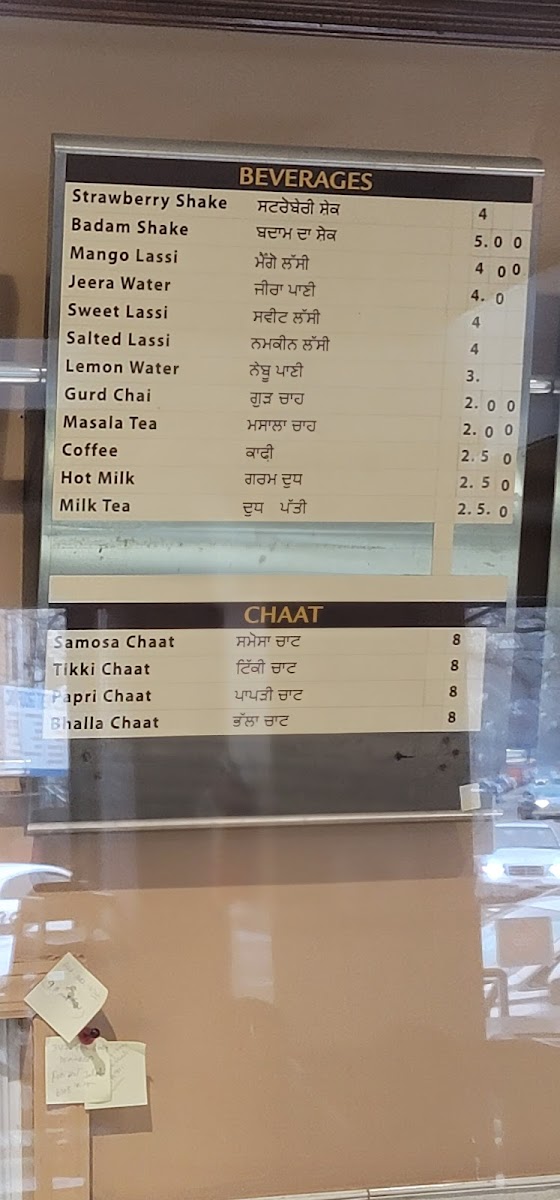 BEVERAGES
Strawberry Shake ਸਟਰੋਬੇਰੀ ਸ਼ੇਕ 4
Badam Shake ਬਦਾਮ ਦਾ ਸ਼ੇਕ 5.00
Mango Lassi ਮੈਂਗੋ ਲੱਸੀ 4 00
Jeera Water ਜੀਰਾ ਪਾਣੀ 4.0
Sweet Lassi ਸਵੀਟ ਲੱਸੀ 4
Salted Lassi ਨਮਕੀਨ ਲੱਸੀ 4
Lemon Water ਨੇਬੂ ਪਾਣੀ 3.
Gurd Chai ਗੁੜ ਚਾਹ 2.00
Masala Tea ਮਸਾਲਾ ਚਾਹ 2.00
Coffee ਕਾਫੀ 2.50
Hot Milk ਗਰਮ ਦੁਧ 2.50
Milk Tea ਦੁਧ ਪੱਤੀ 2.5.0
CHAAT
Samosa Chaat ਸਮੋਸਾ ਚਾਟ 8
Tikki Chaat ਟਿੱਕੀ ਚਾਟ 8
Papri Chaat ਪਾਪੜੀ ਚਾਟ 8
Bhalla Chaat ਭੱਲਾ ਚਾਟ 8